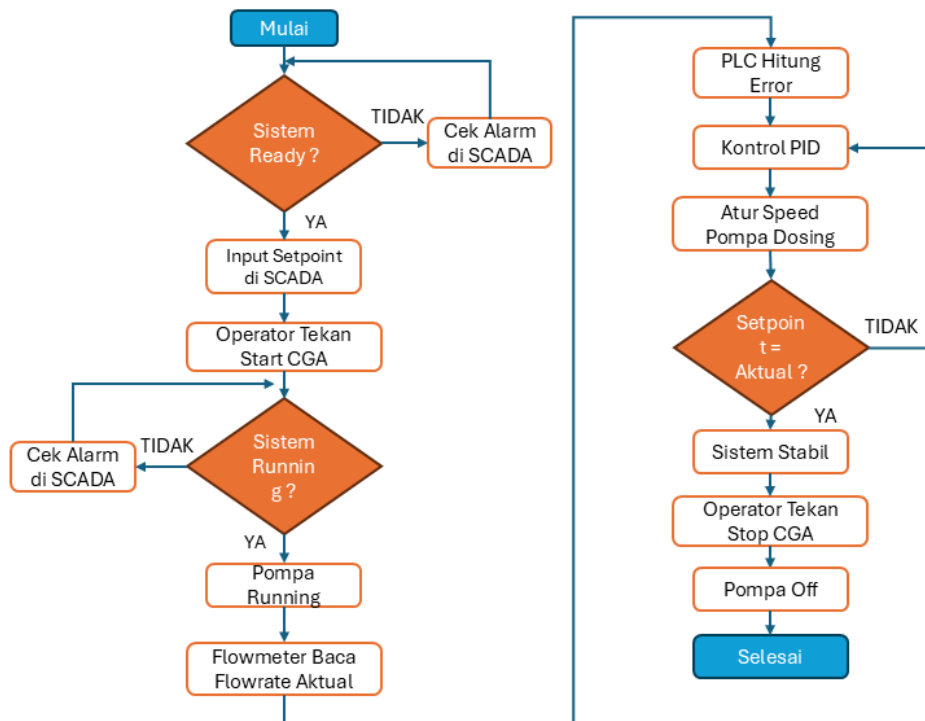 Mulai
Sistem
Ready ?
TIDAK
Cek Alarm
di SCADA
YA
Input Setpoint
di SCADA
Operator Tekan
Start CGA
Sistem
Runnin
g ?
TIDAK
Cek Alarm
di SCADA
YA
Pompa
Running
Flowmeter Baca
Flowrate Aktual
PLC Hitung
Error
Kontrol PID
Atur Speed
Pompa Dosing
Setpoin
t =
Aktual ?
TIDAK
YA
Sistem Stabil
Operator Tekan
Stop CGA
Pompa Off
Selesai